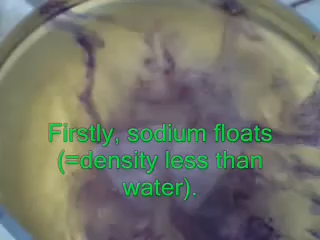 Firstly, sodium floats
(=density less than
water).